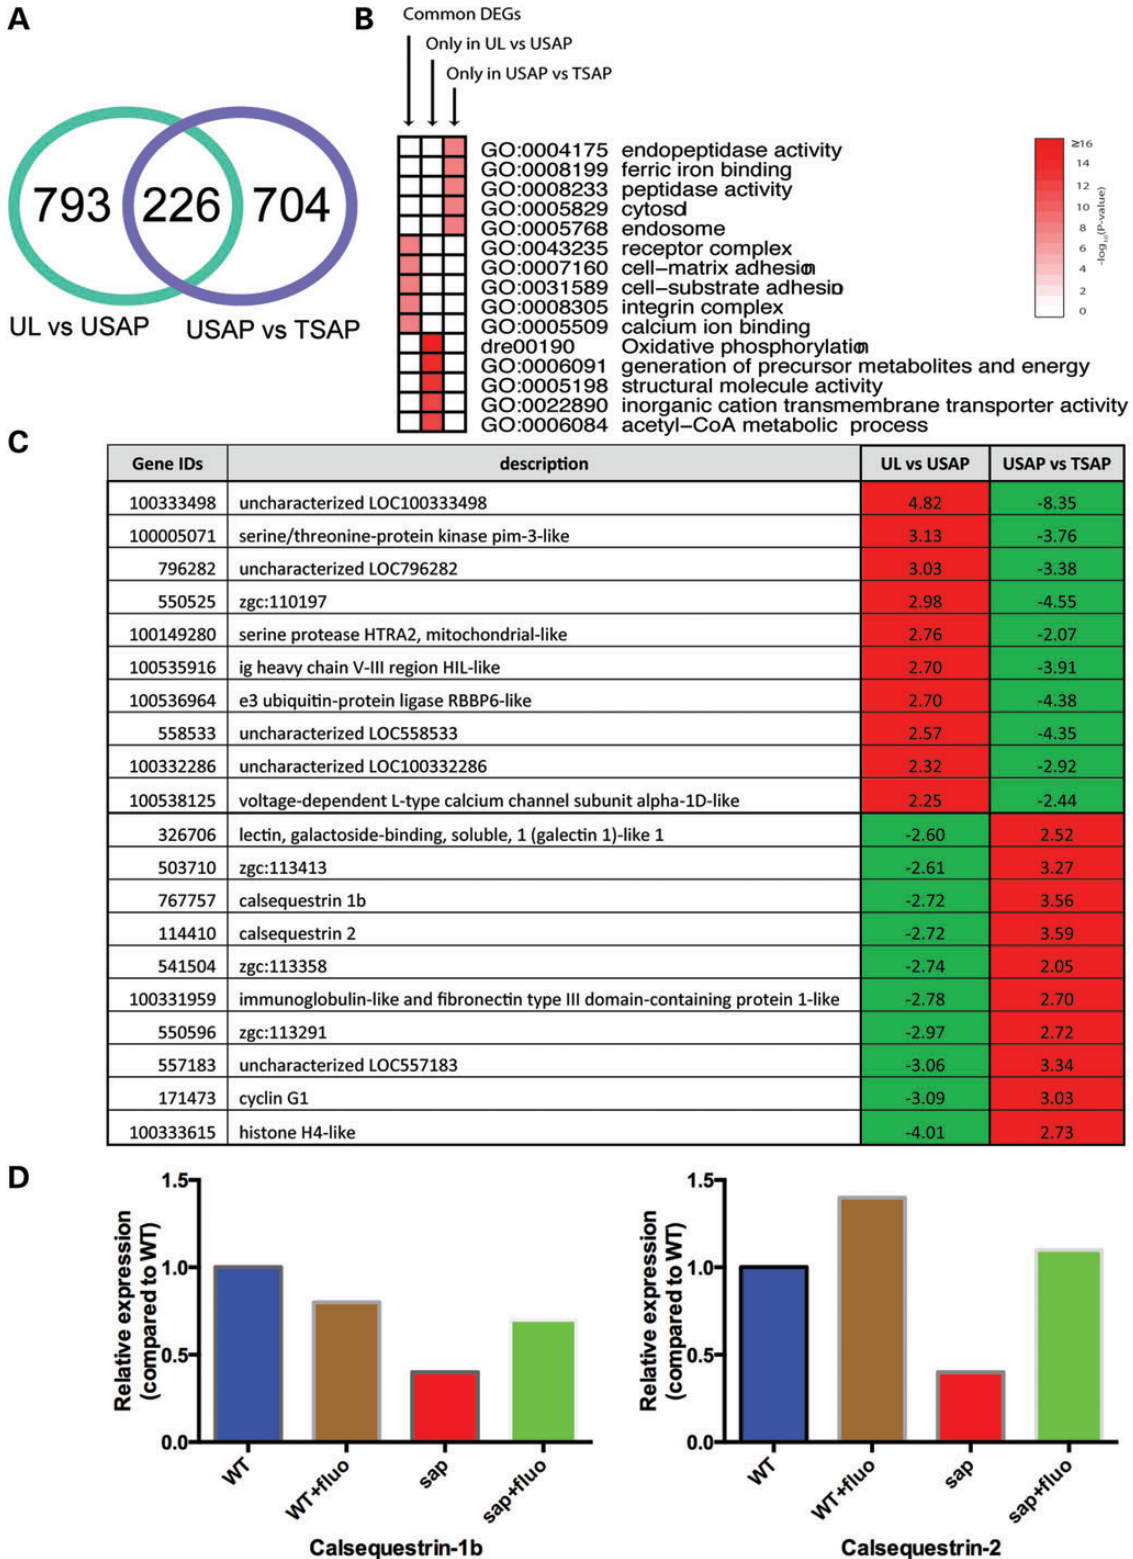 A
793 226 704
UL vs USAP USAP vs TSAP
B
Common DEGs
Only in UL vs USAP
Only in USAP vs TSAP
GO:0004175 endopeptidase activity
GO:0008199 ferric iron binding
GO:0008233 peptidase activity
GO:0005829 cytosol
GO:0005768 endosome
GO:0043235 receptor complex
GO:0007160 cell-matrix adhesion
GO:0031589 cell-substrate adhesio
GO:0008305 integrin complex
GO:0005509 calcium ion binding
dre00190 Oxidative phosphorylation
GO:0006091 generation of precursor metabolites and energy
GO:0005198 structural molecule activity
GO:0022890 inorganic cation transmembrane transporter activity
GO:0006084 acetyl-CoA metabolic process
≥16
14
12
10
8
6
4
2
0
-log10(P-value)
C
Gene IDs description UL vs USAP USAP vs TSAP
100333498 uncharacterized LOC100333498 4.82 -8.35
100005071 serine/threonine-protein kinase pim-3-like 3.13 -3.76
796282 uncharacterized LOC796282 3.03 -3.38
550525 zgc:110197 2.98 -4.55
100149280 serine protease HTRA2, mitochondrial-like 2.76 -2.07
100535916 ig heavy chain V-III region HIL-like 2.70 -3.91
100536964 e3 ubiquitin-protein ligase RBBP6-like 2.70 -4.38
558533 uncharacterized LOC558533 2.57 -4.35
100332286 uncharacterized LOC100332286 2.32 -2.92
100538125 voltage-dependent L-type calcium channel subunit alpha-1D-like 2.25 -2.44
326706 lectin, galactoside-binding, soluble, 1 (galectin 1)-like 1 -2.60 2.52
503710 zgc:113413 -2.61 3.27
767757 calsequestrin 1b -2.72 3.56
114410 calsequestrin 2 -2.72 3.59
541504 zgc:113358 -2.74 2.05
100331959 immunoglobulin-like and fibronectin type III domain-containing protein 1-like -2.78 2.70
550596 zgc:113291 -2.97 2.72
557183 uncharacterized LOC557183 -3.06 3.34
171473 cyclin G1 -3.09 3.03
100333615 histone H4-like -4.01 2.73
D
Relative expression
(compared to WT)
1.5
1.0
0.5
0.0
WT WT+fluo sap sap+fluo
Calsequestrin-1b
Relative expression
(compared to WT)
1.5
1.0
0.5
0.0
WT WT+fluo sap sap+fluo
Calsequestrin-2